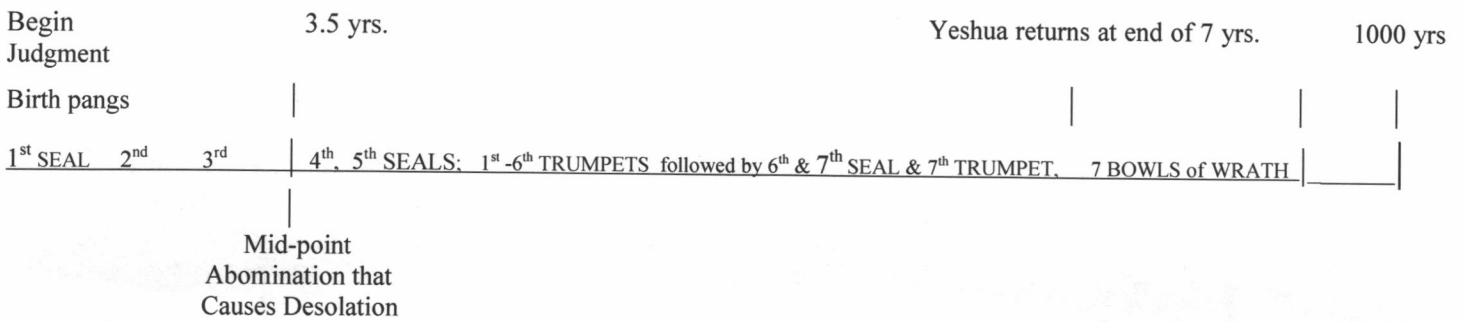 Begin 3.5 yrs. Yeshua returns at end of 7 yrs. 1000 yrs
Judgment
Birth pangs
1st SEAL 2nd 3rd 4th, 5th SEALS; 1st -6th TRUMPETS followed by 6th & 7th SEAL & 7th TRUMPET, 7 BOWLS of WRATH
Mid-point
Abomination that
Causes Desolation